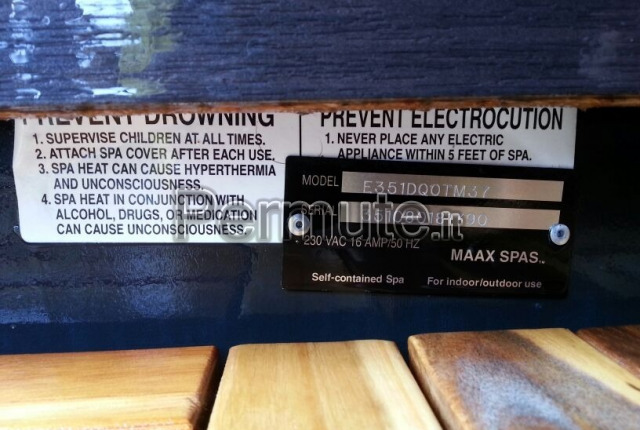 PREVENT DROWNING
1. SUPERVISE CHILDREN AT ALL TIMES.
2. ATTACH SPA COVER AFTER EACH USE.
3. SPA HEAT CAN CAUSE HYPERTHERMIA
AND UNCONSCIOUSNESS.
4. SPA HEAT IN CONJUNCTION WITH
ALCOHOL, DRUGS, OR MEDICATION
CAN CAUSE UNCONSCIOUSNESS.
PREVENT ELECTROCUTION
1. NEVER PLACE ANY ELECTRIC
APPLIANCE WITHIN 5 FEET OF SPA.
MODEL
SERIAL
230 VAC 16 AMP/50 HZ
MAAX SPAS
Self-contained Spa For indoor/outdoor use
Permute.it